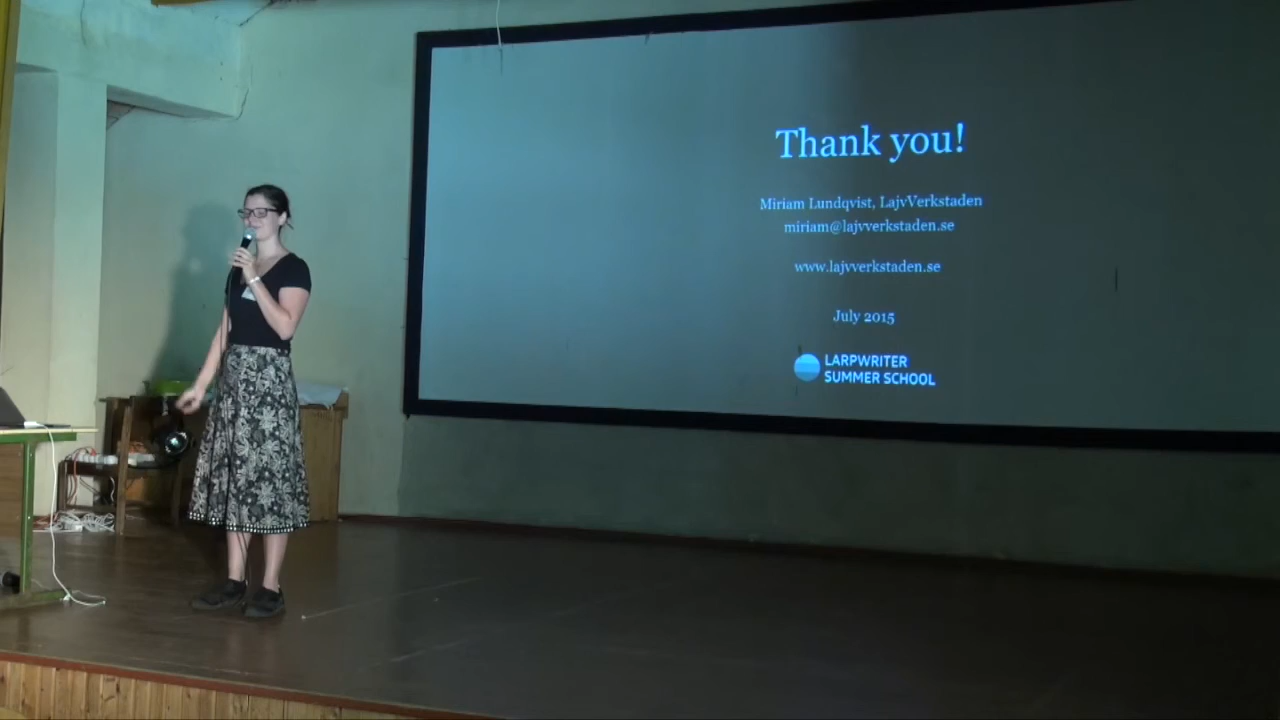 Thank you!
Miriam Lundqvist, LajvVerkstaden
miriam@lajvverkstaden.se
www.lajvverkstaden.se
July 2015
LARPWRITER
SUMMER SCHOOL